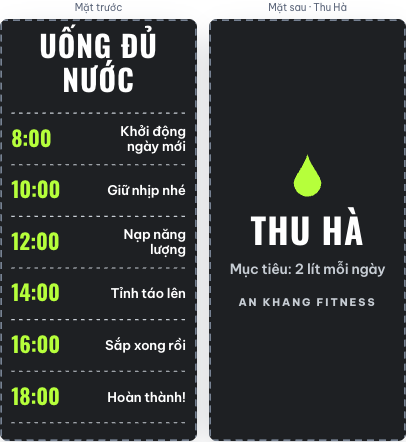 Mặt trước
UỐNG ĐỦ
NƯỚC
8:00
Khởi động
ngày mới
10:00
Giữ nhịp nhé
12:00
Nạp năng
lượng
14:00
Tỉnh táo lên
16:00
Sắp xong rồi
18:00
Hoàn thành!
Mặt sau · Thu Hà
THU HÀ
Mục tiêu: 2 lít mỗi ngày
AN KHANG FITNESS